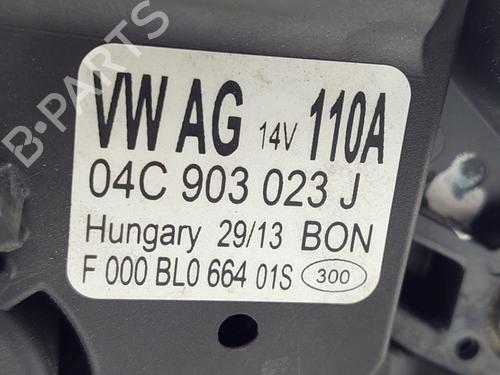 VW AG 14V 110A
04C 903 023 J
Hungary 29/13 BON
F 000 BL0 664 01S 300
B-PARTS